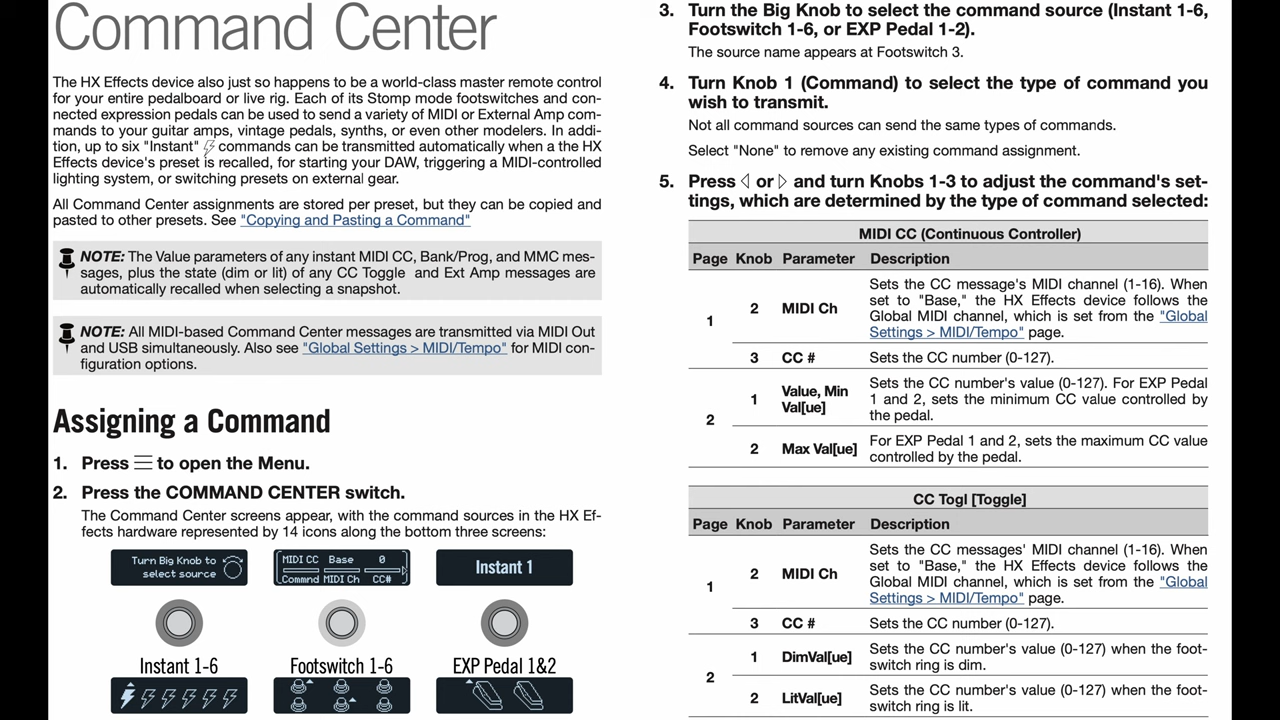 Command Center
The HX Effects device also just so happens to be a world-class master remote control
for your entire pedalboard or live rig. Each of its Stomp mode footswitches and con-
nected expression pedals can be used to send a variety of MIDI or External Amp com-
mands to your guitar amps, vintage pedals, synths, or even other modelers. In addi-
tion, up to six "Instant" commands can be transmitted automatically when a the HX
Effects device's preset is recalled, for starting your DAW, triggering a MIDI-controlled
lighting system, or switching presets on external gear.
All Command Center assignments are stored per preset, but they can be copied and
pasted to other presets. See "Copying and Pasting a Command"
NOTE: The Value parameters of any instant MIDI CC, Bank/Prog, and MMC mes-
sages, plus the state (dim or lit) of any CC Toggle and Ext Amp messages are
automatically recalled when selecting a snapshot.
NOTE: All MIDI-based Command Center messages are transmitted via MIDI Out
and USB simultaneously. Also see "Global Settings > MIDI/Tempo" for MIDI con-
figuration options.
Assigning a Command
1. Press to open the Menu.
2. Press the COMMAND CENTER switch.
The Command Center screens appear, with the command sources in the HX Ef-
fects hardware represented by 14 icons along the bottom three screens:
Turn Big Knob to
select source
MIDI CC Base 0
Commnd MIDI Ch CC#
Instant 1
Instant 1-6 Footswitch 1-6 EXP Pedal 1&2
3. Turn the Big Knob to select the command source (Instant 1-6,
Footswitch 1-6, or EXP Pedal 1-2).
The source name appears at Footswitch 3.
4. Turn Knob 1 (Command) to select the type of command you
wish to transmit.
Not all command sources can send the same types of commands.
Select "None" to remove any existing command assignment.
5. Press or and turn Knobs 1-3 to adjust the command's set-
tings, which are determined by the type of command selected:
MIDI CC (Continuous Controller)
Page Knob Parameter Description
1
2 MIDI Ch
Sets the CC message's MIDI channel (1-16). When
set to "Base," the HX Effects device follows the
Global MIDI channel, which is set from the "Global
Settings > MIDI/Tempo" page.
3 CC # Sets the CC number (0-127).
2
1 Value, Min
Val[ue]
Sets the CC number's value (0-127). For EXP Pedal
1 and 2, sets the minimum CC value controlled by
the pedal.
2 Max Val[ue]
For EXP Pedal 1 and 2, sets the maximum CC value
controlled by the pedal.
CC Togl [Toggle]
Page Knob Parameter Description
1
2 MIDI Ch
Sets the CC messages' MIDI channel (1-16). When
set to "Base," the HX Effects device follows the
Global MIDI channel, which is set from the "Global
Settings > MIDI/Tempo" page.
3 CC # Sets the CC number (0-127).
2
1 DimVal[ue]
Sets the CC number's value (0-127) when the foot-
switch ring is dim.
2 LitVal[ue]
Sets the CC number's value (0-127) when the foot-
switch ring is lit.